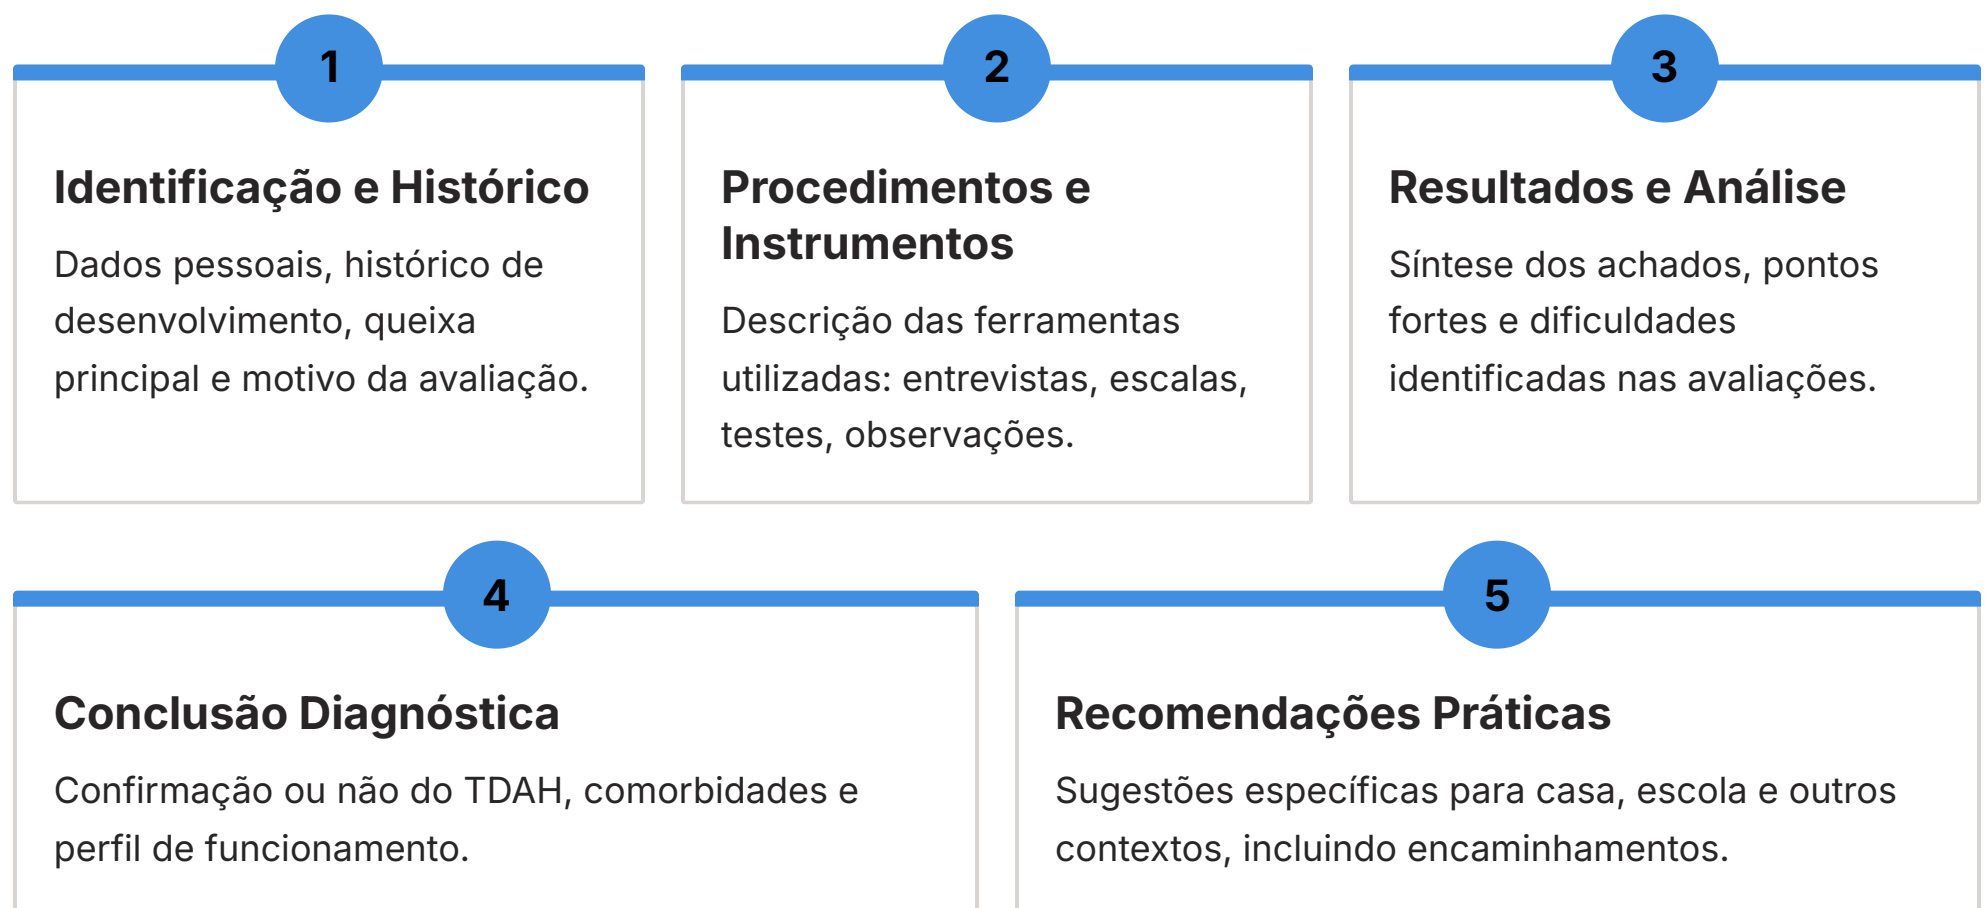 1
Identificação e Histórico
Dados pessoais, histórico de
desenvolvimento, queixa
principal e motivo da avaliação.
2
Procedimentos e
Instrumentos
Descrição das ferramentas
utilizadas: entrevistas, escalas,
testes, observações.
3
Resultados e Análise
Síntese dos achados, pontos
fortes e dificuldades
identificadas nas avaliações.
4
Conclusão Diagnóstica
Confirmação ou não do TDAH, comorbidades e
perfil de funcionamento.
5
Recomendações Práticas
Sugestões específicas para casa, escola e outros
contextos, incluindo encaminhamentos.